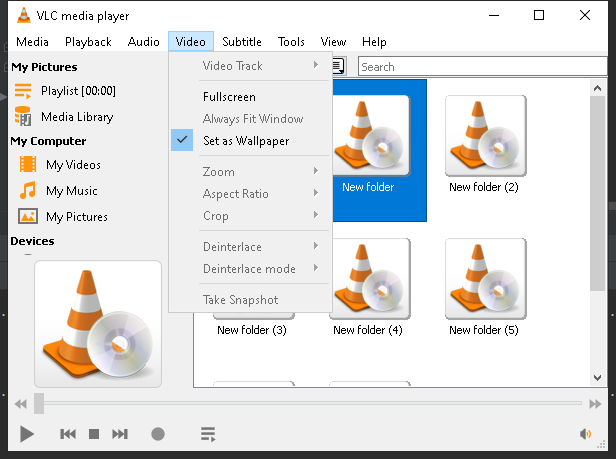 VLC media player
Media Playback Audio Video Subtitle Tools View Help
My Pictures
Playlist [00:00]
Media Library
My Computer
My Videos
My Music
My Pictures
Devices
Video Track
Fullscreen
Always Fit Window
Set as Wallpaper
Zoom
Aspect Ratio
Crop
Deinterlace
Deinterlace mode
Take Snapshot
Search
New folder
New folder (2)
New folder (3)
New folder (4)
New folder (5)